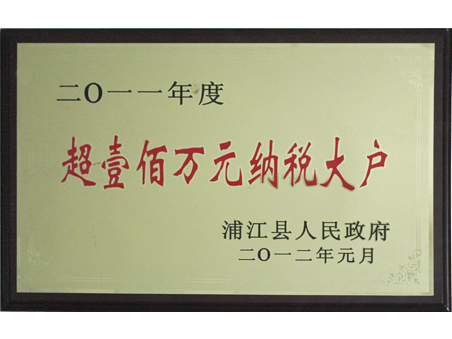 二〇一一年度
超壹佰万元纳税大户
浦江县人民政府
二〇一二年元月